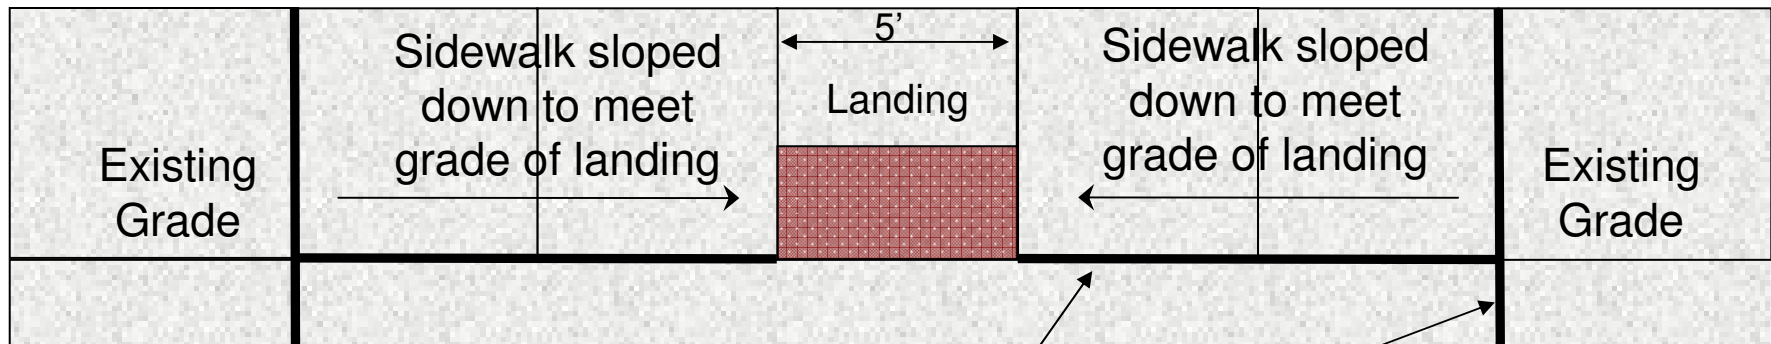 Existing
Grade
Sidewalk sloped
down to meet
grade of landing
5’
Landing
Sidewalk sloped
down to meet
grade of landing
Existing
Grade